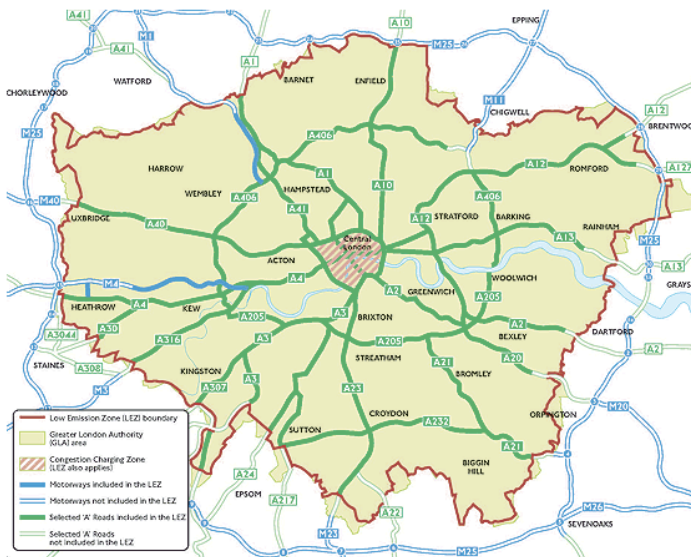 A10
EPPING
A41
M1
M25
A41
A1
WATFORD
BARNET
ENFIELD
CHORLEYWOOD
M11
A12
CHIGWELL
BRENTWOO
M25
A406
HARROW
A12
ROMFORD
A127
A1
HAMPSTEAD
WEMBLEY
A406
A10
A406
M40
A41
A12
STRATFORD
BARKING
UXBRIDGE
A40
RAINHAM
Central
London
A13
M25
ACTON
A13
M4
A4
WOOLWICH
GRAYS
A2
GREENWICH
HEATHROW
A4
KEW
A205
A205
A3
BRIXTON
A30
A316
A3
A205
A2
BEXLEY
DARTFORD
A3044
STREATHAM
A21
A20
A2
STAINES
A308
KINGSTON
BROMLEY
M3
A307
A3
A23
M20
CROYDON
A232
ORPINGTON
SUTTON
A21
A24
BIGGIN
HILL
EPSOM
A217
A22
M26
M23
SEVENOAKS
M25
Low Emission Zone (LEZ) boundary
Greater London Authority
(GLA) area
Congestion Charging Zone
(LEZ also applies)
Motorways included in the LEZ
Motorways not included in the LEZ
Selected 'A' Roads included in the LEZ
Selected 'A' Roads
not included in the LEZ